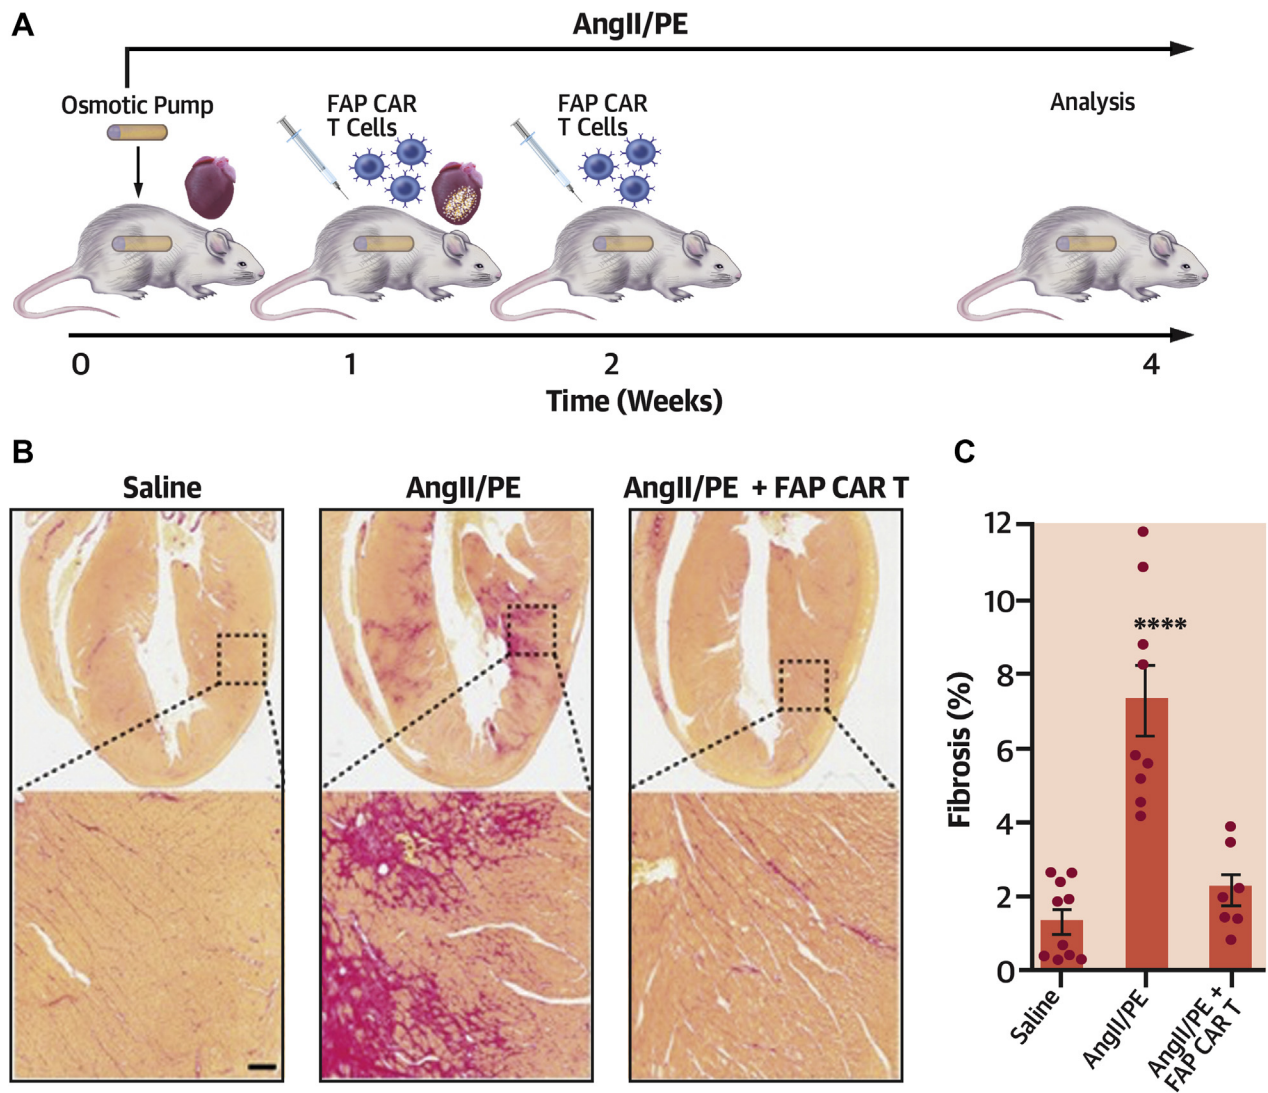 A
AngII/PE
Osmotic Pump
FAP CAR
T Cells
FAP CAR
T Cells
Analysis
0 1 2 4
Time (Weeks)
B
Saline
AngII/PE
AngII/PE + FAP CAR T
C
Fibrosis (%)
12
10
8
6
4
2
0
****
Saline
AngII/PE
AngII/PE +
FAP CAR T